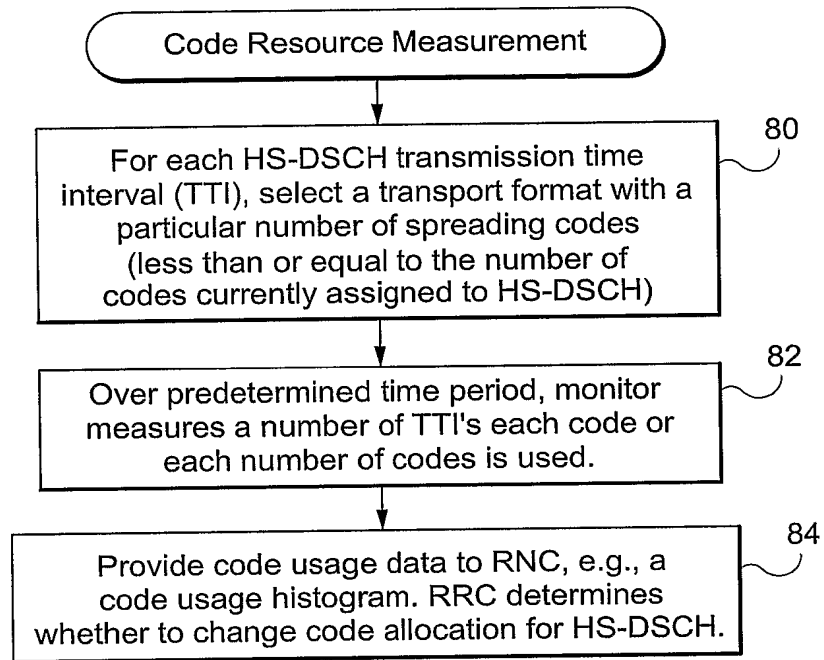 Code Resource Measurement
80
For each HS-DSCH transmission time
interval (TTI), select a transport format with a
particular number of spreading codes
(less than or equal to the number of
codes currently assigned to HS-DSCH)
82
Over predetermined time period, monitor
measures a number of TTI's each code or
each number of codes is used.
84
Provide code usage data to RNC, e.g., a
code usage histogram. RRC determines
whether to change code allocation for HS-DSCH.